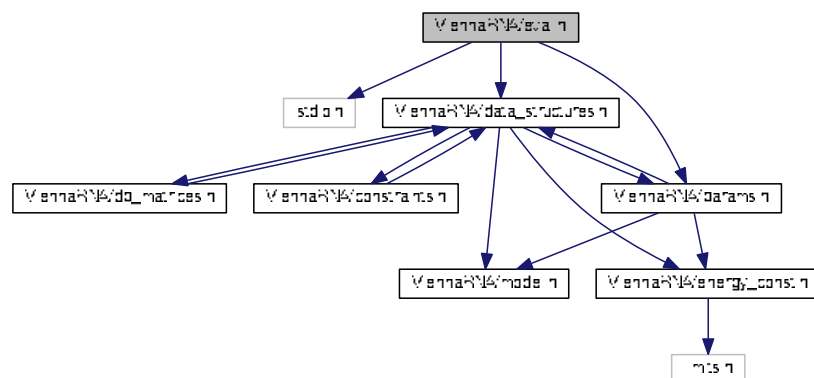 ViennaRNA/eval.h
stdio.h
ViennaRNA/data_structures.h
ViennaRNA/dp_matrices.h
ViennaRNA/constraints.h
ViennaRNA/params.h
ViennaRNA/model.h
ViennaRNA/energy_const.h
limits.h